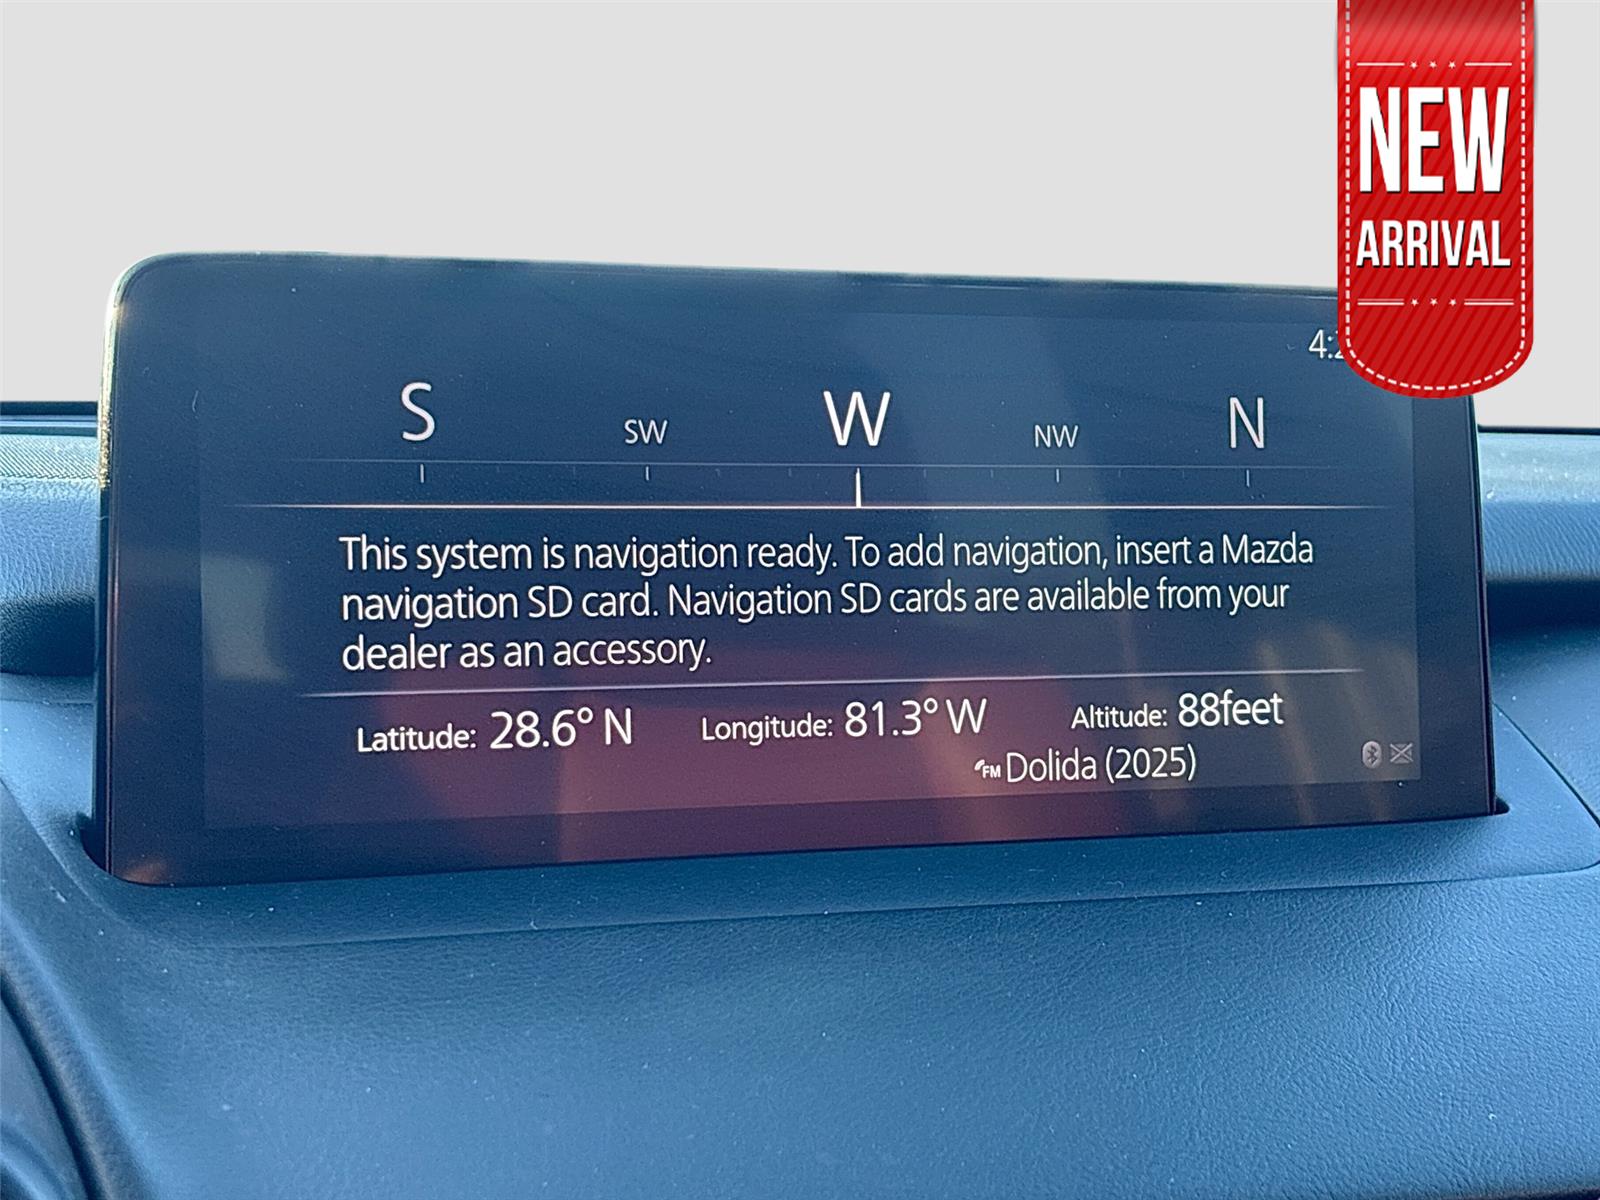 NEW
ARRIVAL
S SW W NW N
This system is navigation ready. To add navigation, insert a Mazda
navigation SD card. Navigation SD cards are available from your
dealer as an accessory.
Latitude: 28.6° N Longitude: 81.3° W Altitude: 88feet
FM Dolida (2025)